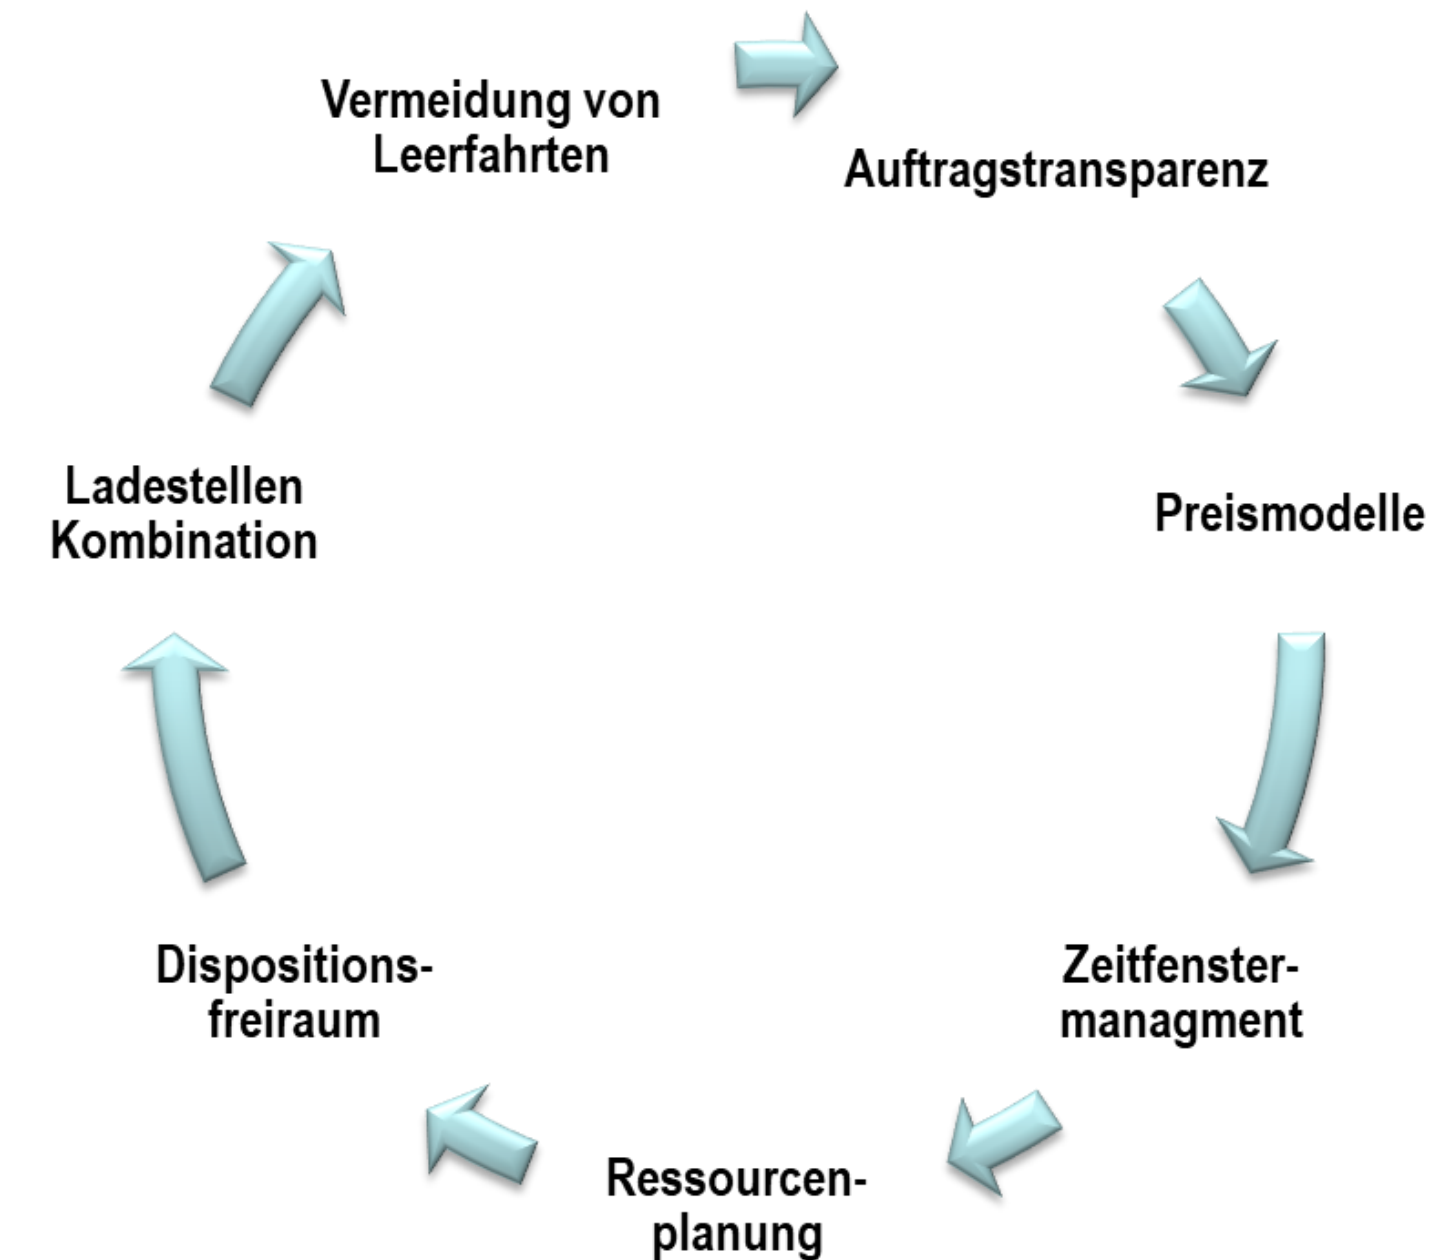 Vermeidung von
Leerfahrten
Auftragstransparenz
Preismodelle
Zeitfenster-
managment
Ressourcen-
planung
Dispositions-
freiraum
Ladestellen
Kombination